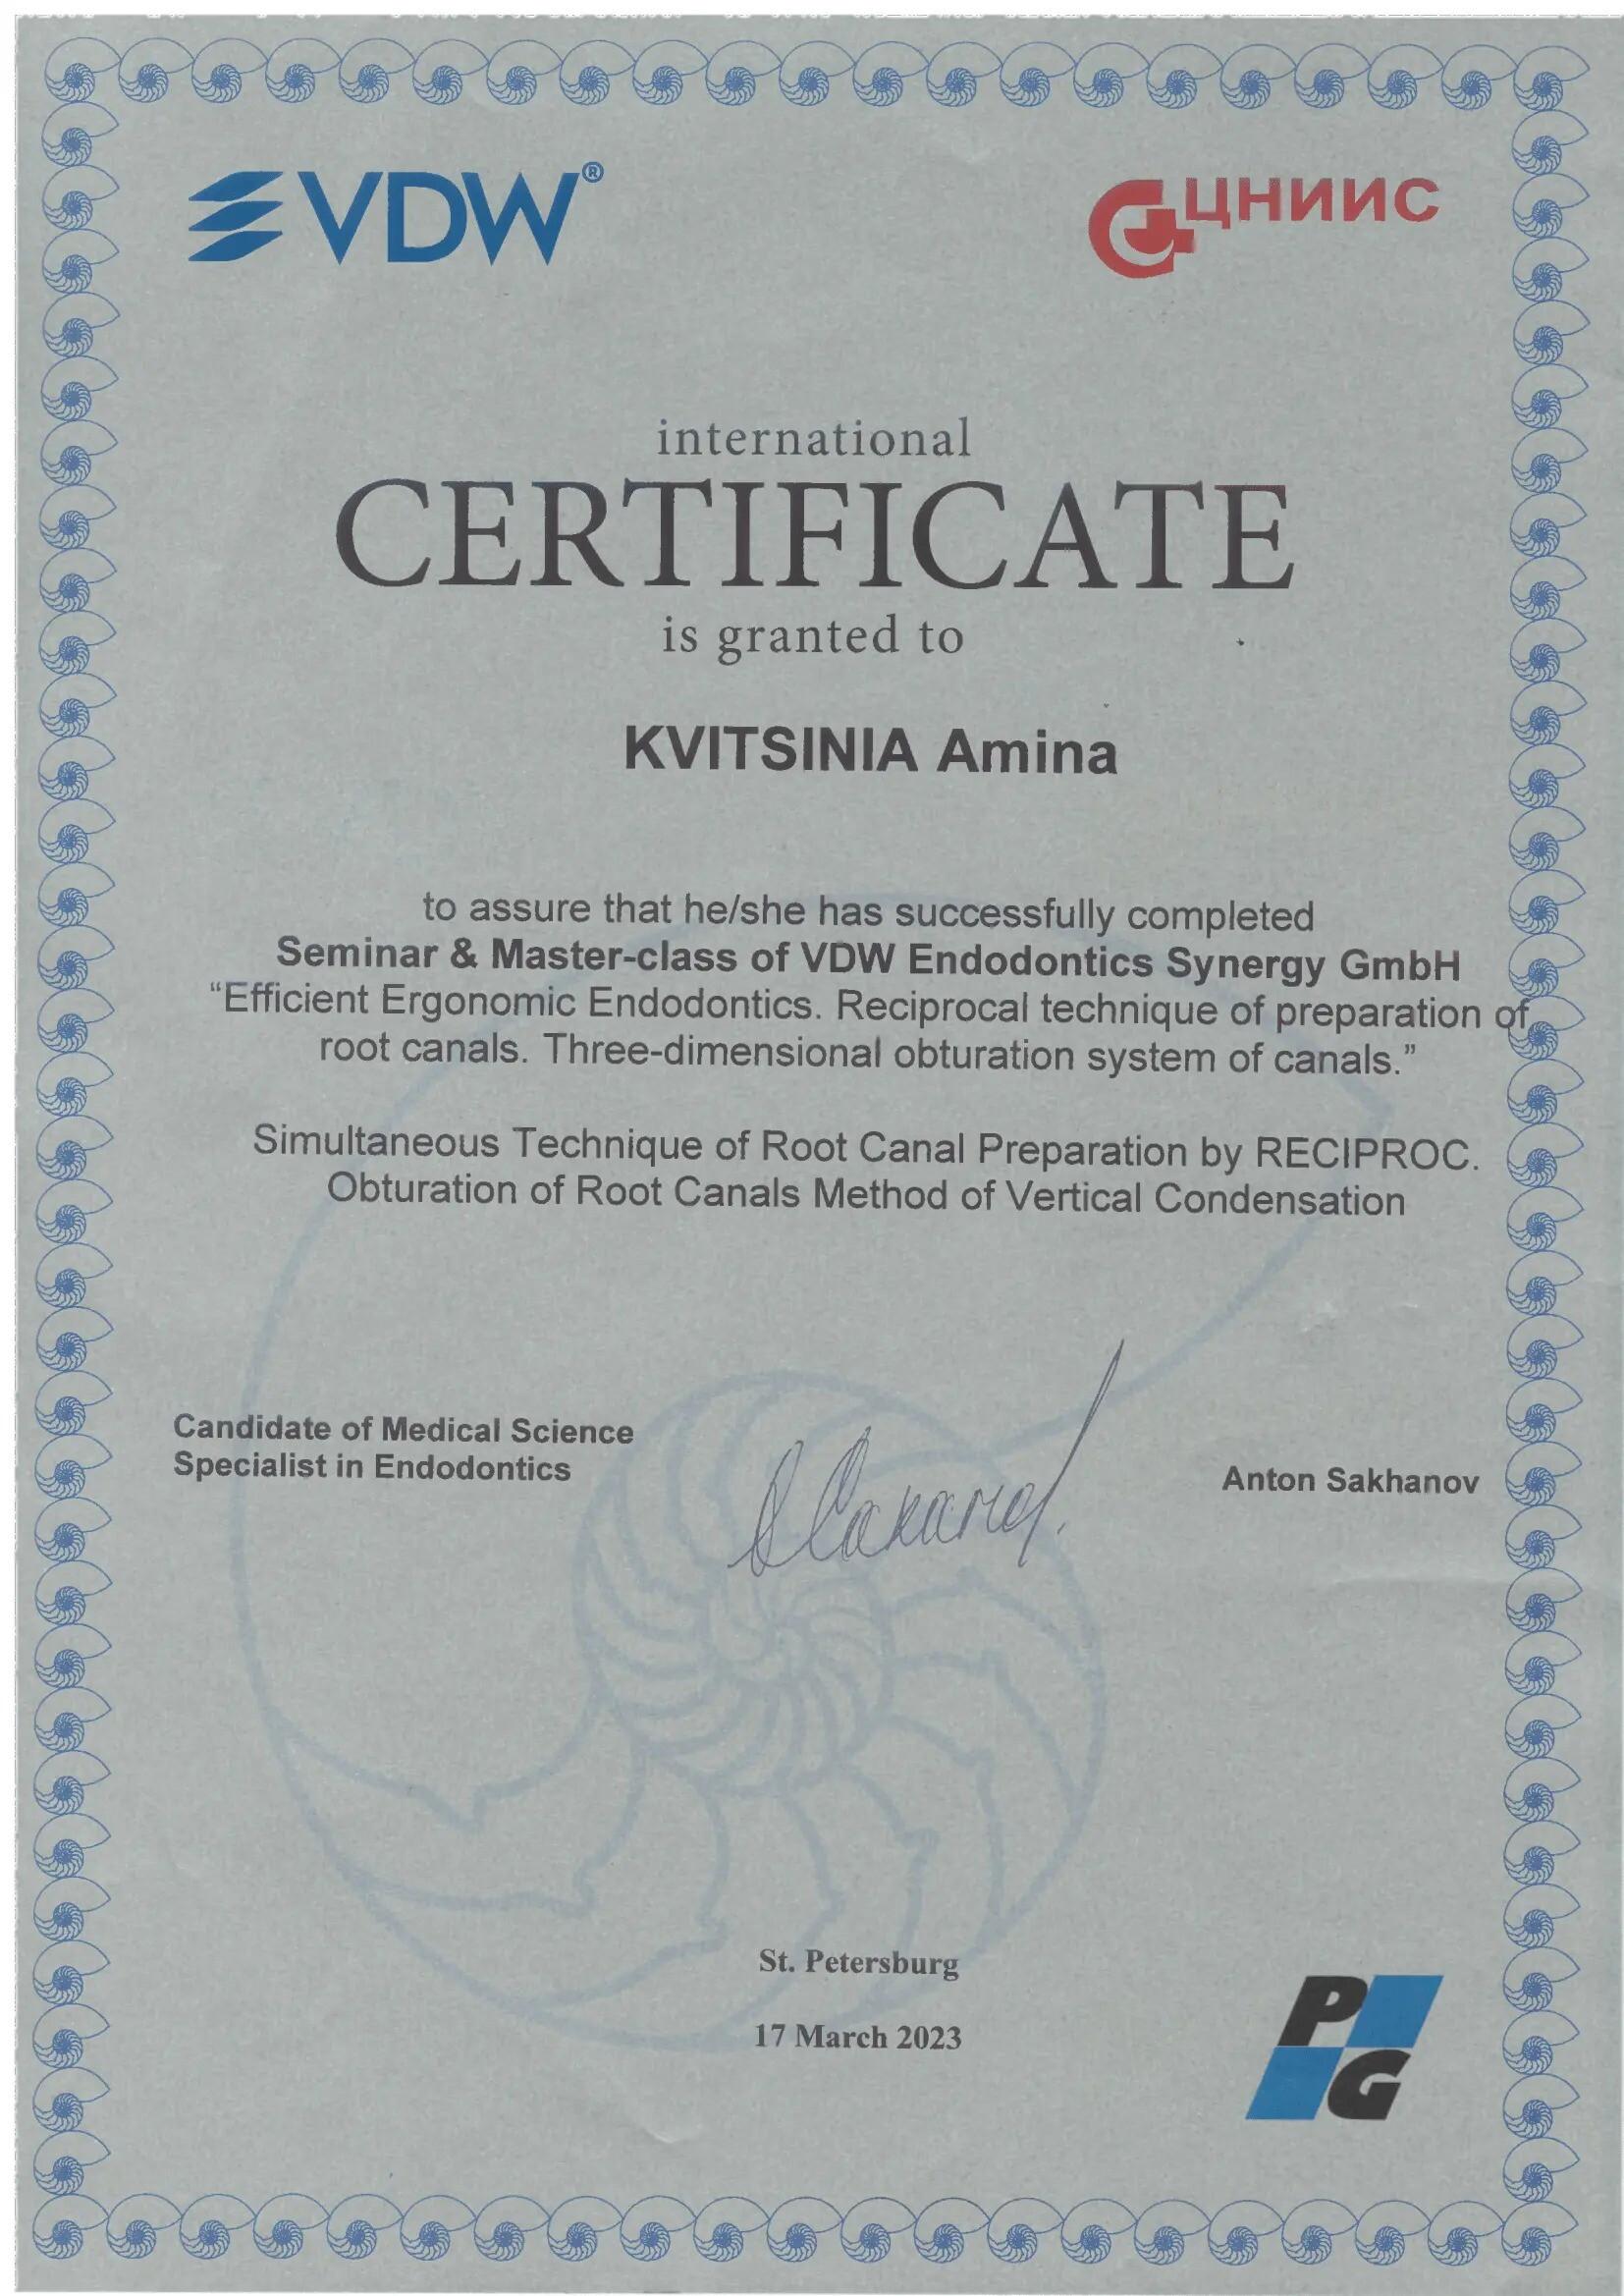 VDW®
ЦНИИС
international
CERTIFICATE
is granted to
KVITSINIA Amina
to assure that he/she has successfully completed
Seminar & Master-class of VDW Endodontics Synergy GmbH
“Efficient Ergonomic Endodontics. Reciprocal technique of preparation of
root canals. Three-dimensional obturation system of canals.”
Simultaneous Technique of Root Canal Preparation by RECIPROC.
Obturation of Root Canals Method of Vertical Condensation
Candidate of Medical Science
Specialist in Endodontics
Anton Sakhanov
St. Petersburg
17 March 2023
P
G